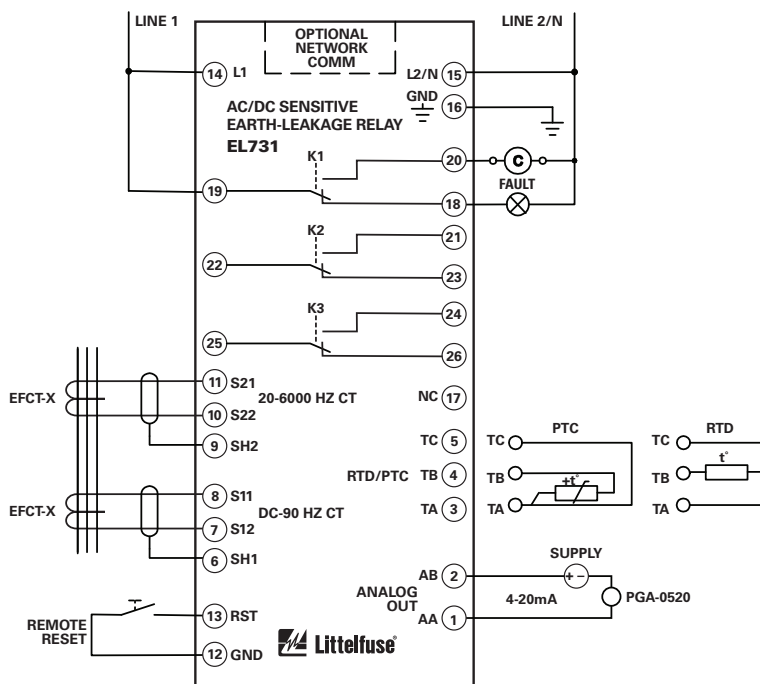 LINE 1
LINE 2/N
OPTIONAL
NETWORK
COMM
14 L1
L2/N 15
GND 16
AC/DC SENSITIVE
EARTH-LEAKAGE RELAY
EL731
K1
20
C
FAULT
19
18
K2
21
22
23
K3
24
25
26
EFCT-X
11 S21
20-6000 HZ CT
10 S22
9 SH2
NC 17
TC 5
RTD/PTC
TB 4
TA 3
PTC
TC
TB
+t°
TA
RTD
TC
t°
TB
TA
EFCT-X
8 S11
DC-90 HZ CT
7 S12
6 SH1
SUPPLY
AB 2
+ -
ANALOG
OUT
4-20mA
PGA-0520
AA 1
REMOTE
RESET
13 RST
12 GND
Littelfuse®